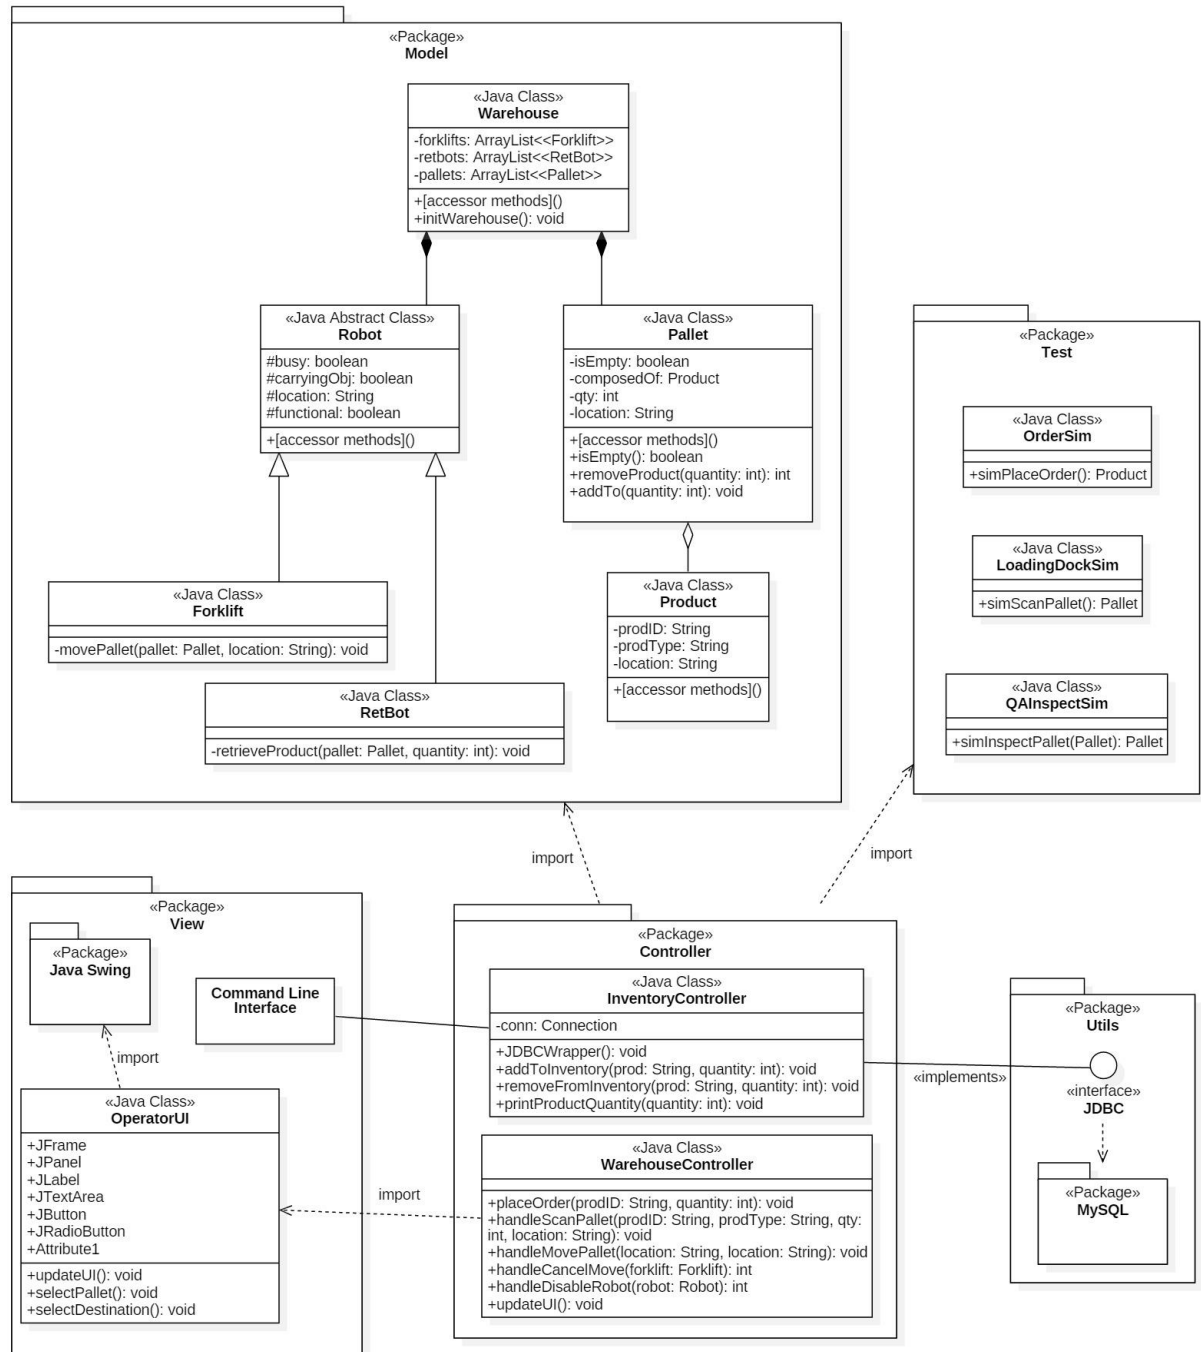 «Package»
Model
«Java Class»
Warehouse
-forklifts: ArrayList<<Forklift>>
-retbots: ArrayList<<RetBot>>
-pallets: ArrayList<<Pallet>>
+[accessor methods]()
+initWarehouse(): void
«Java Abstract Class»
Robot
#busy: boolean
#carryingObj: boolean
#location: String
#functional: boolean
+[accessor methods]()
«Java Class»
Pallet
-isEmpty: boolean
-composedOf: Product
-qty: int
-location: String
+[accessor methods]()
+isEmpty(): boolean
+removeProduct(quantity: int): int
+addTo(quantity: int): void
«Java Class»
Forklift
-movePallet(pallet: Pallet, location: String): void
«Java Class»
RetBot
-retrieveProduct(pallet: Pallet, quantity: int): void
«Java Class»
Product
-prodID: String
-prodType: String
-location: String
+[accessor methods]()
«Package»
Test
«Java Class»
OrderSim
+simPlaceOrder(): Product
«Java Class»
LoadingDockSim
+simScanPallet(): Pallet
«Java Class»
QAInspectSim
+simInspectPallet(Pallet): Pallet
import
import
«Package»
View
«Package»
Java Swing
Command Line
Interface
import
«Java Class»
OperatorUI
+JFrame
+JPanel
+JLabel
+JTextArea
+JButton
+JRadioButton
+Attribute1
+updateUI(): void
+selectPallet(): void
+selectDestination(): void
import
«Package»
Controller
«Java Class»
InventoryController
-conn: Connection
+JDBCWrapper(): void
+addToInventory(prod: String, quantity: int): void
+removeFromInventory(prod: String, quantity: int): void
+printProductQuantity(quantity: int): void
«Java Class»
WarehouseController
+placeOrder(prodID: String, quantity: int): void
+handleScanPallet(prodID: String, prodType: String, qty:
int, location: String): void
+handleMovePallet(location: String, location: String): void
+handleCancelMove(forklift: Forklift): int
+handleDisableRobot(robot: Robot): int
+updateUI(): void
«implements»
«Package»
Utils
«interface»
JDBC
«Package»
MySQL